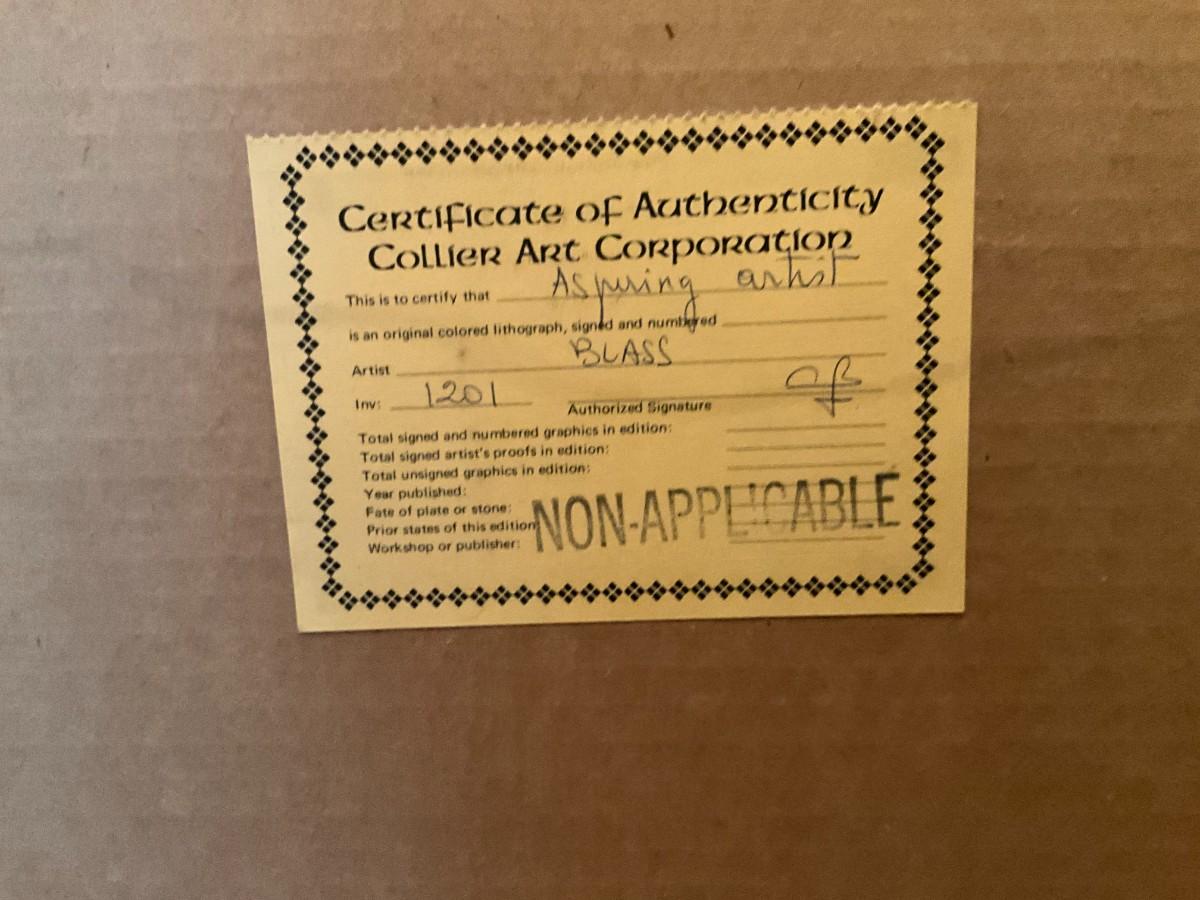 Certificate of Authenticity
Collier Art Corporation
This is to certify that Aspiring artist
is an original colored lithograph, signed and numbered
Artist BLASS
Inv: 1201 Authorized Signature
Total signed and numbered graphics in edition:
Total signed artist's proofs in edition:
Total unsigned graphics in edition:
Year published:
Fate of plate or stone:
Prior states of this edition
Workshop or publisher:
NON-APPLICABLE